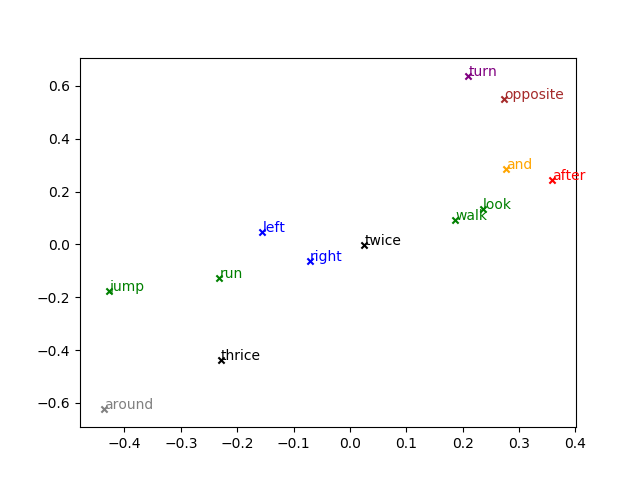 turn
opposite
0.6
0.4
and
after
0.2
look
walk
left
twice
0.0
right
run
jump
−0.2
thrice
−0.4
around
−0.6
−0.4 −0.3 −0.2 −0.1 0.0 0.1 0.2 0.3 0.4